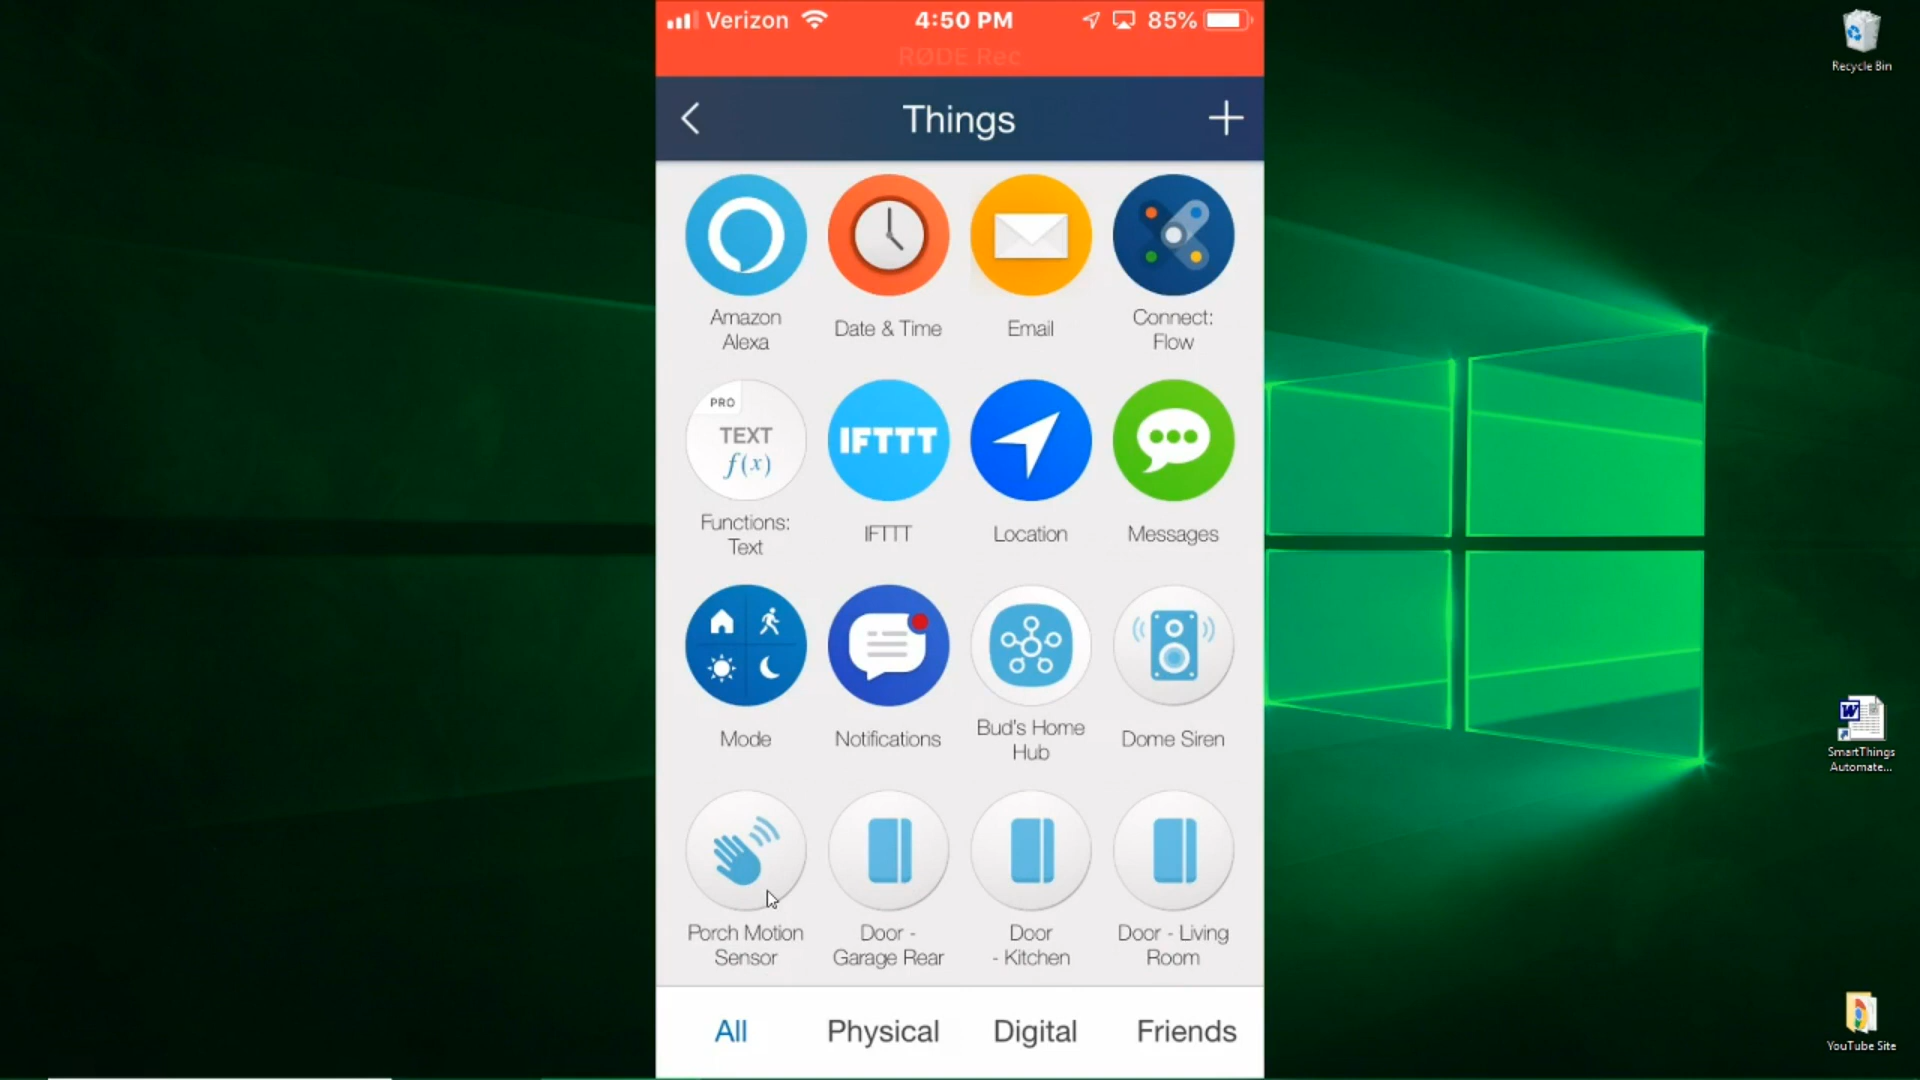 Verizon
4:50 PM
85%
RØDE Rec
Things
Amazon
Alexa
Date & Time
Email
Connect:
Flow
PRO
TEXT
f(x)
IFTTT
Functions:
Text
IFTTT
Location
Messages
Mode
Notifications
Bud's Home
Hub
Dome Siren
Porch Motion
Sensor
Door -
Garage Rear
Door
- Kitchen
Door - Living
Room
All
Physical
Digital
Friends
Recycle Bin
W
SmartThings
Automate...
YouTube Site